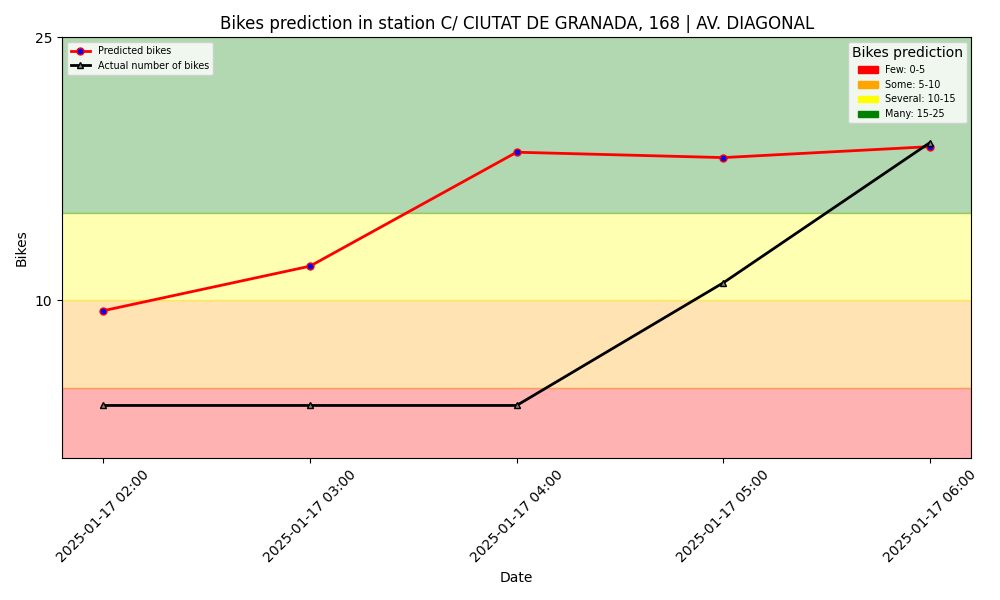 Bikes prediction in station C/ CIUTAT DE GRANADA, 168 | AV. DIAGONAL
25
Predicted bikes
Actual number of bikes
Bikes prediction
Few: 0-5
Some: 5-10
Several: 10-15
Many: 15-25
Bikes
10
2025-01-17 02:00
2025-01-17 03:00
2025-01-17 04:00
2025-01-17 05:00
2025-01-17 06:00
Date